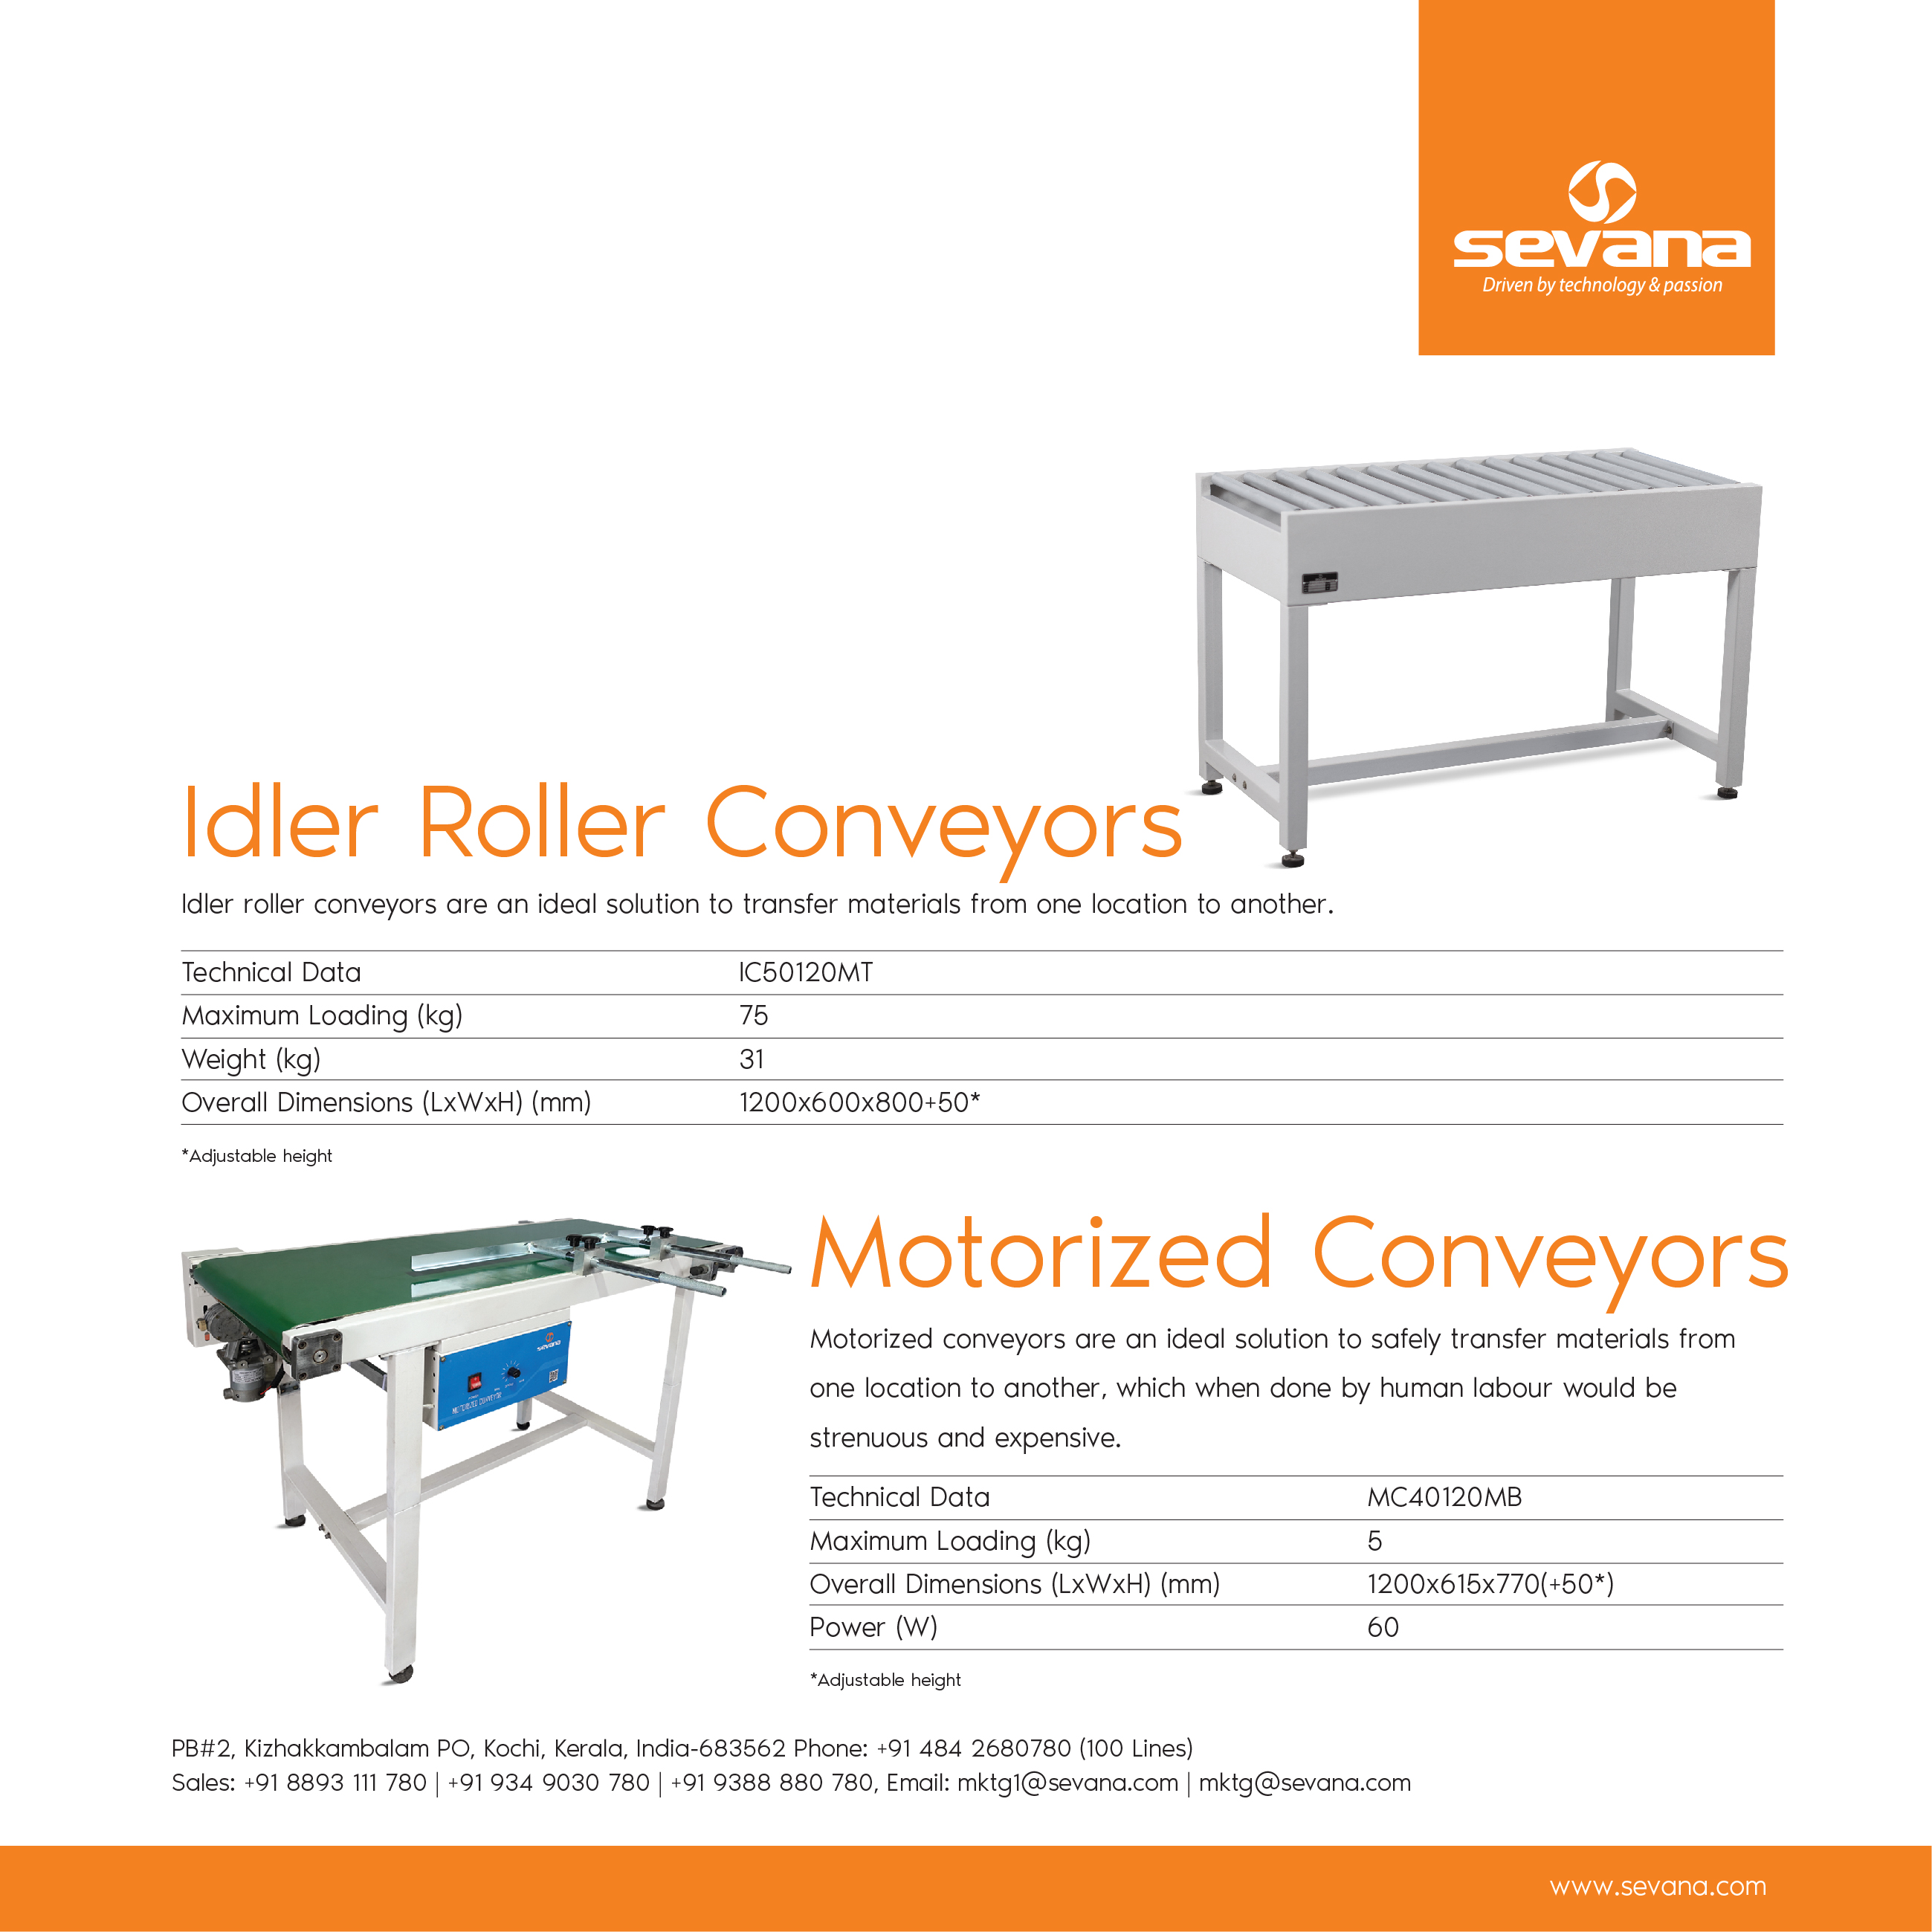 sevana
Driven by technology & passion
Idler Roller Conveyors
Idler roller conveyors are an ideal solution to transfer materials from one location to another.
Technical Data IC50120MT
Maximum Loading (kg) 75
Weight (kg) 31
Overall Dimensions (LxWxH) (mm) 1200x600x800+50*
*Adjustable height
sevana
MOTORIZED CONVEYOR
Motorized Conveyors
Motorized conveyors are an ideal solution to safely transfer materials from
one location to another, which when done by human labour would be
strenuous and expensive.
Technical Data MC40120MB
Maximum Loading (kg) 5
Overall Dimensions (LxWxH) (mm) 1200x615x770(+50*)
Power (W) 60
*Adjustable height
PB#2, Kizhakkambalam PO, Kochi, Kerala, India-683562 Phone: +91 484 2680780 (100 Lines)
Sales: +91 8893 111 780 | +91 934 9030 780 | +91 9388 880 780, Email: mktg1@sevana.com | mktg@sevana.com
www.sevana.com